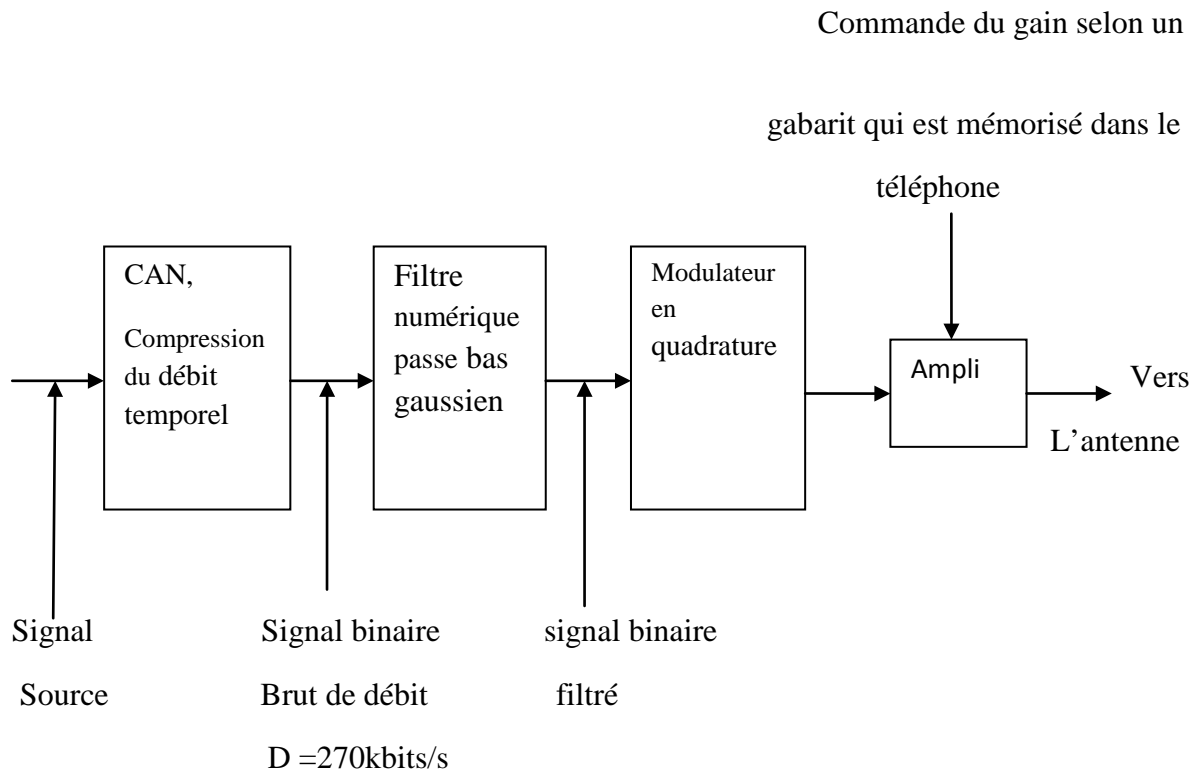 Commande du gain selon un
gabarit qui est mémorisé dans le
téléphone
CAN,
Compression
du débit
temporel
Filtre
numérique
passe bas
gaussien
Modulateur
en
quadrature
Ampli
Vers
L’antenne
Signal
Source
Signal binaire
Brut de débit
D =270kbits/s
signal binaire
filtré